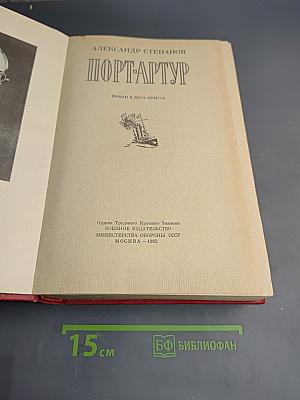 АЛЕКСАНДР СТЕПАНОВ
ПОРТ-АРТУР
РОМАН В ДВУХ КНИГАХ
Ордена Трудового Красного Знамени
ВОЕННОЕ ИЗДАТЕЛЬСТВО
МИНИСТЕРСТВА ОБОРОНЫ СССР
МОСКВА — 1982
15 см
БФ БИБЛИОФАН